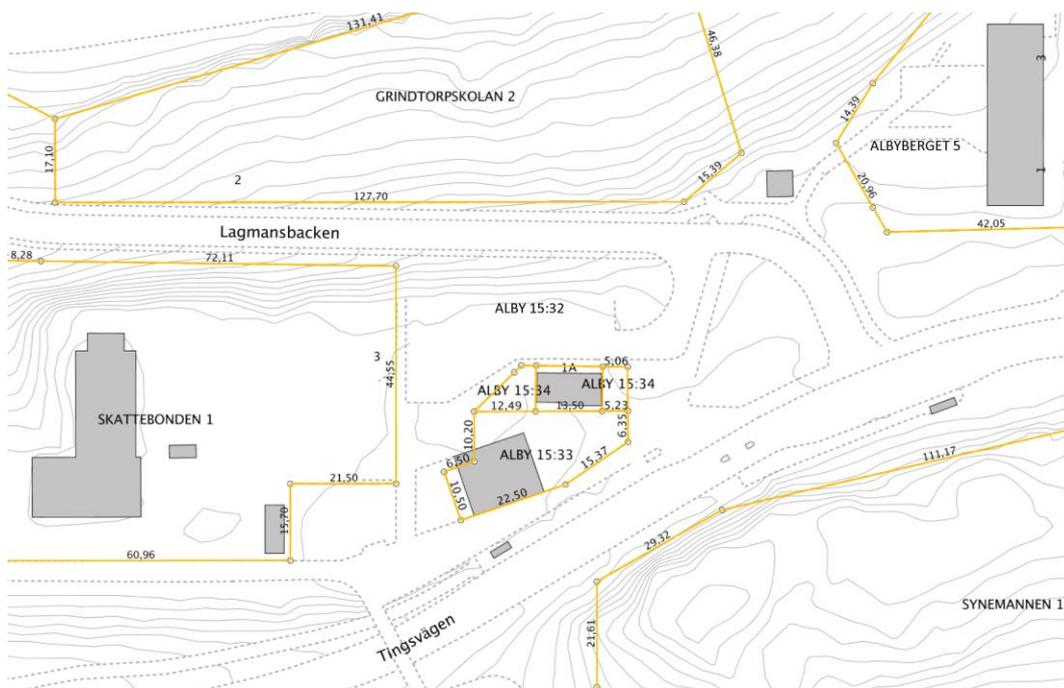 131,41
46,38
3
GRINDTORPSKOLAN 2
14,39
ALBYBERGET 5
17,10
15,39
1
2
127,70
20,96
42,05
Lagmansbacken
8,28
72,11
ALBY 15:32
3
44,55
1A
5,06
ALBY 15:34
ALBY 15:34
12,49
13,50
5,23
SKATTEBONDEN 1
10,20
6,35
ALBY 15:33
6,50
15,37
111,17
21,50
10,50
22,50
15,70
29,32
60,96
SYNEMANNEN 1
21,61
Tingsvägen